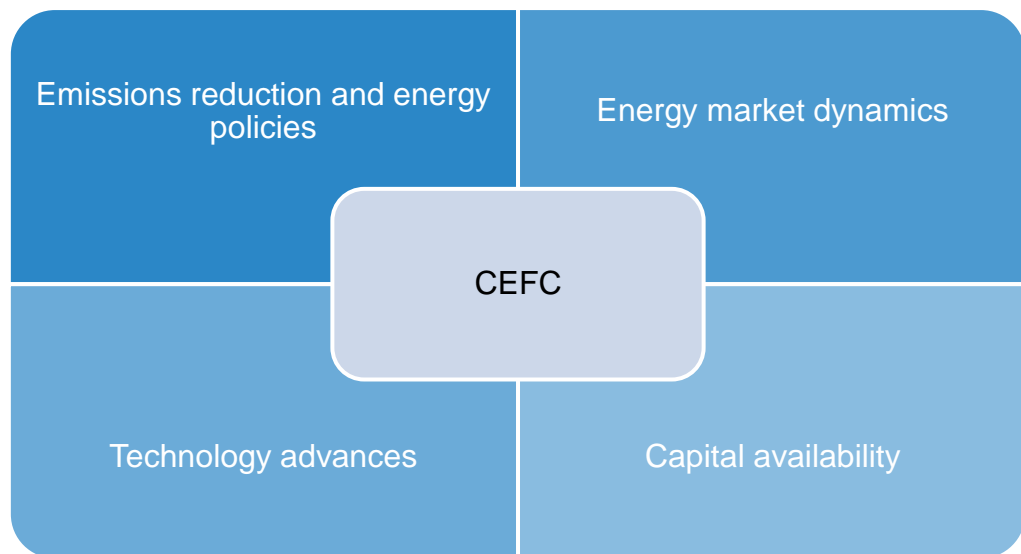 Emissions reduction and energy
policies
Energy market dynamics
CEFC
Technology advances
Capital availability